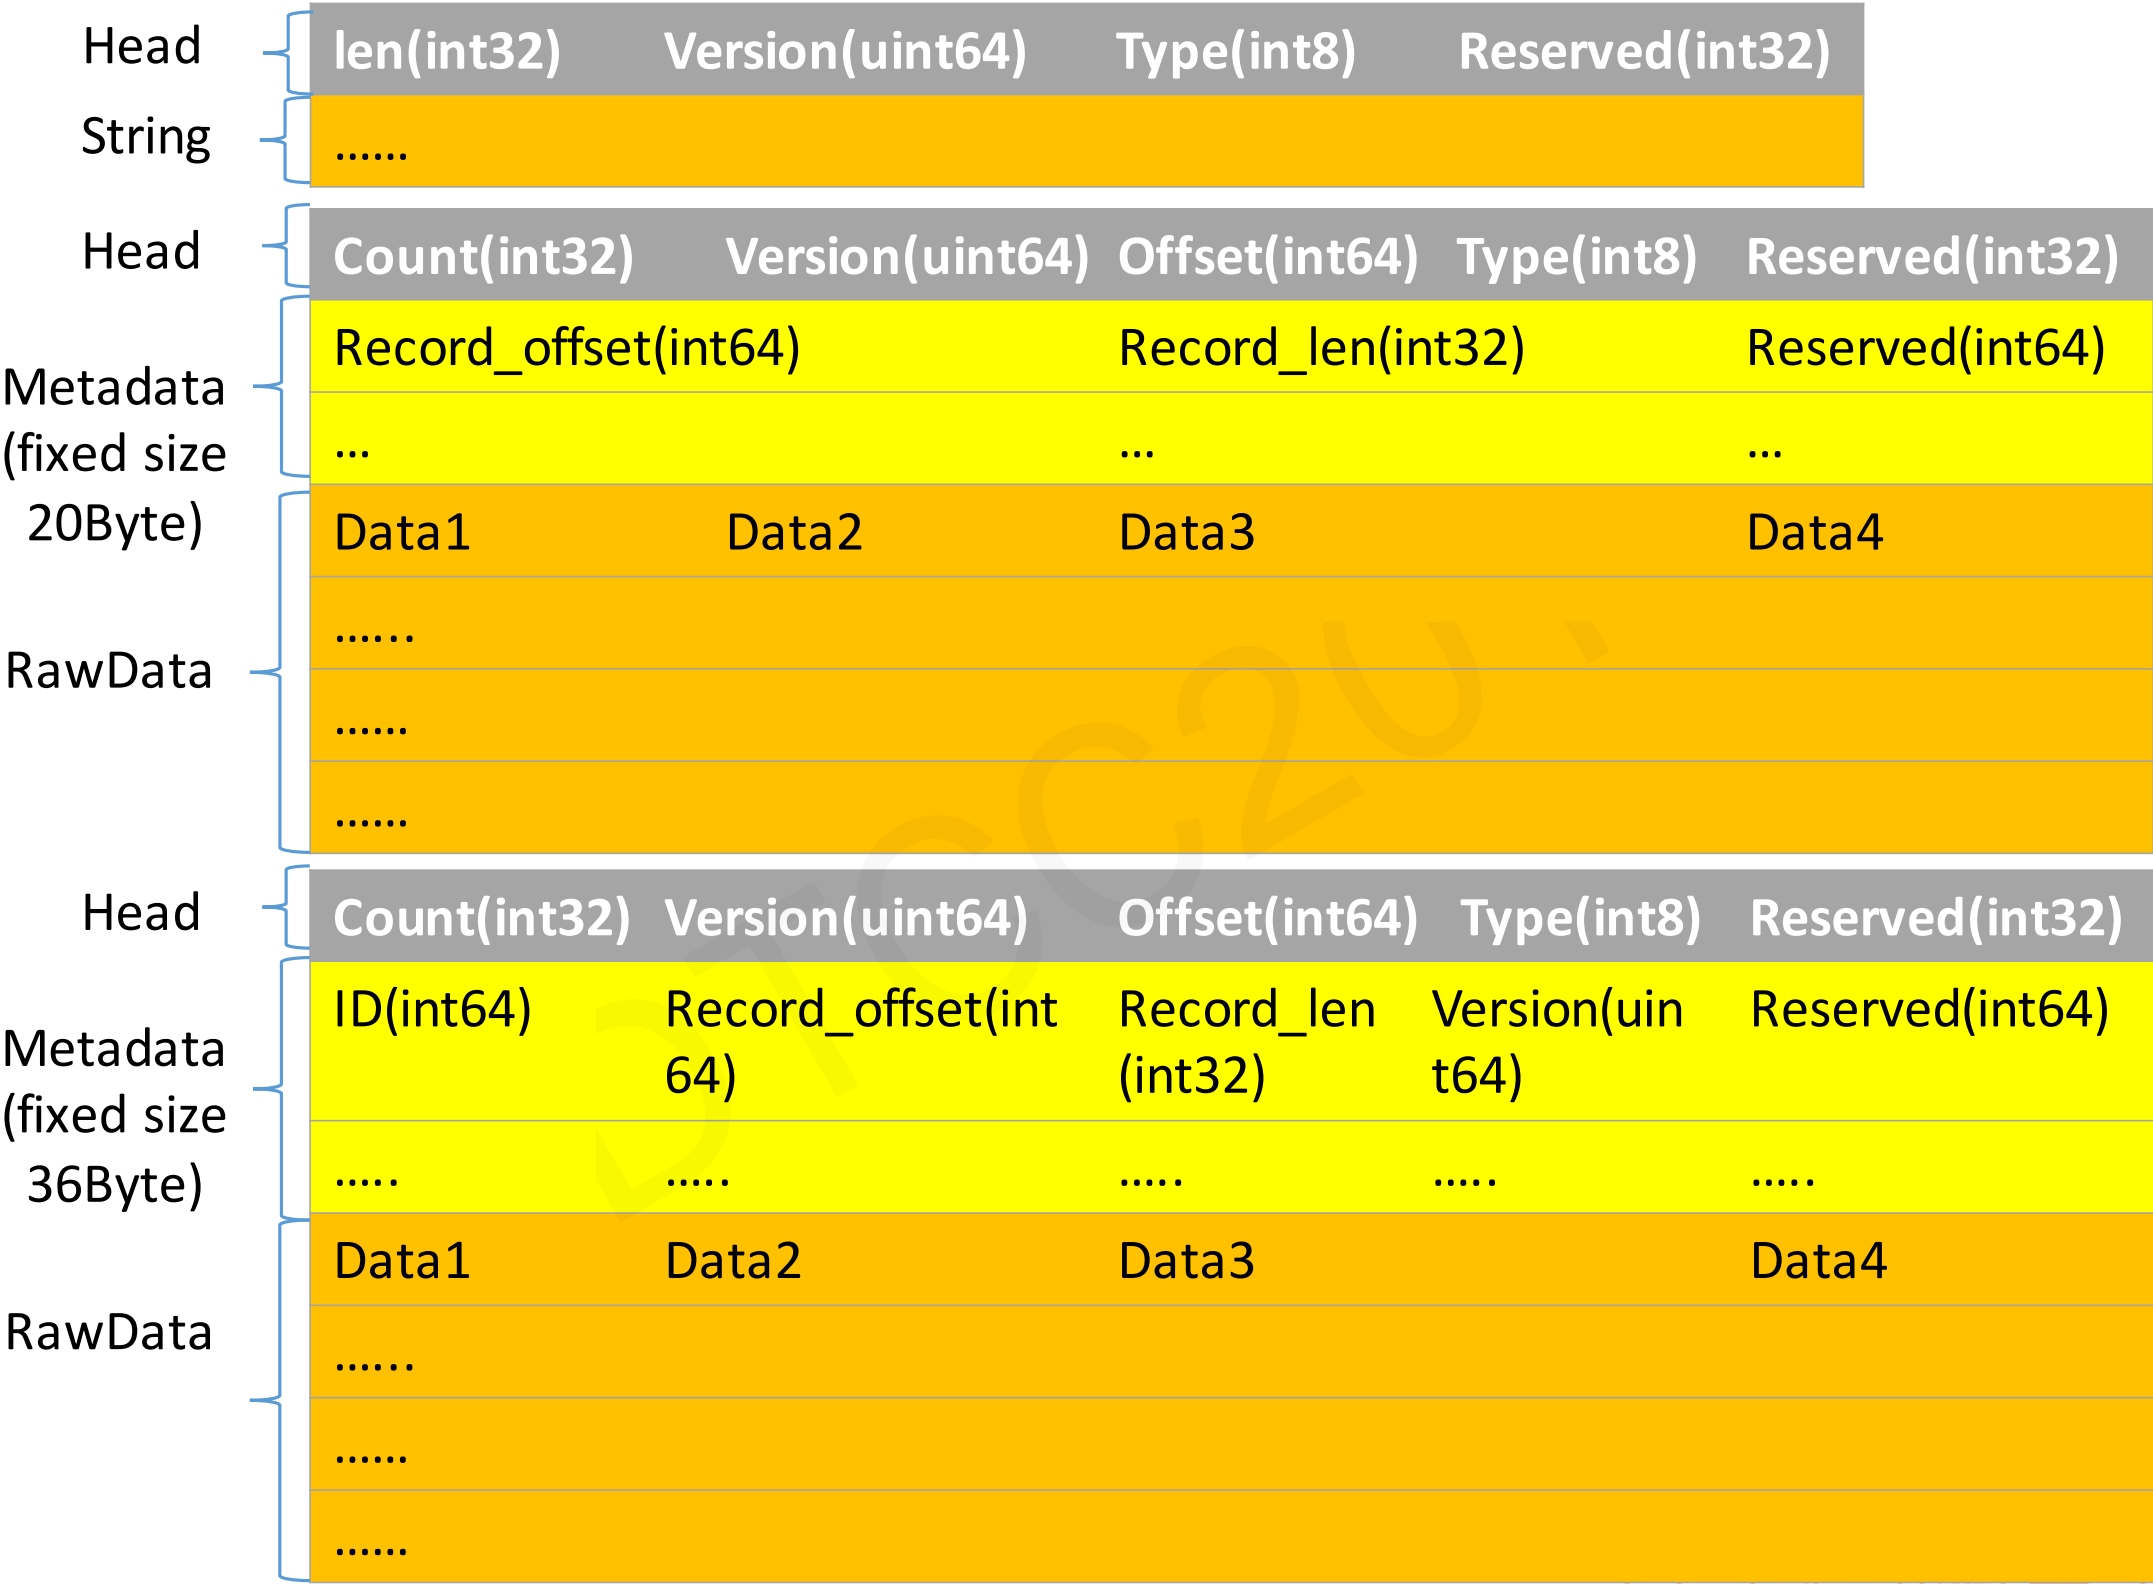 Head
len(int32) Version(uint64) Type(int8) Reserved(int32)
String
......
Head
Count(int32) Version(uint64) Offset(int64) Type(int8) Reserved(int32)
Metadata
(fixed size
20Byte)
Record_offset(int64) Record_len(int32) Reserved(int64)
... ... ...
RawData
Data1 Data2 Data3 Data4
......
......
......
Head
Count(int32) Version(uint64) Offset(int64) Type(int8) Reserved(int32)
Metadata
(fixed size
36Byte)
ID(int64) Record_offset(int Record_len Version(uin Reserved(int64)
64) (int32) t64)
..... ..... ..... ..... .....
RawData
Data1 Data2 Data3 Data4
......
......
......